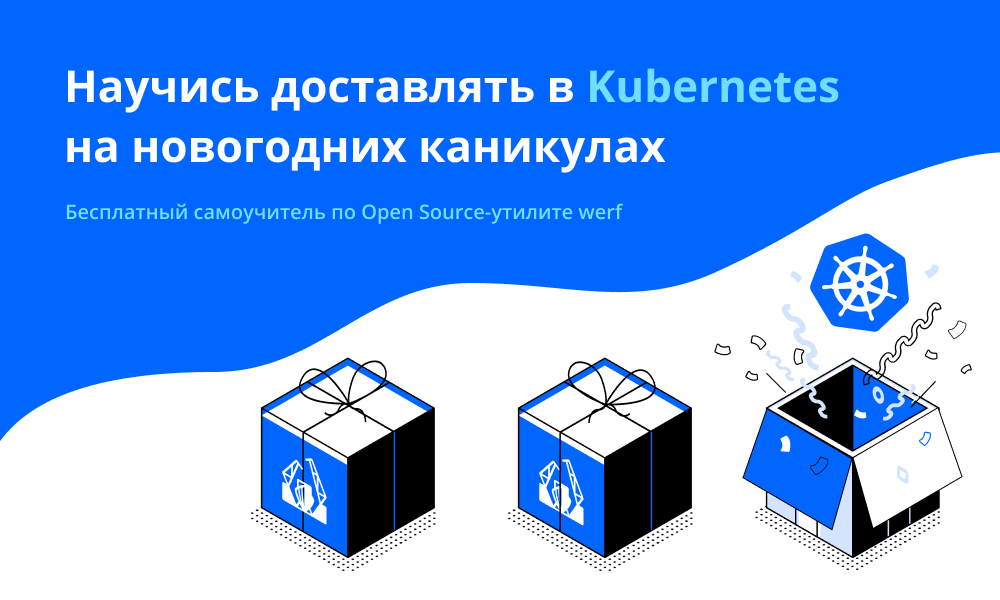 Научись доставлять в Kubernetes
на новогодних каникулах
Бесплатный самоучитель по Open Source-утилите werf